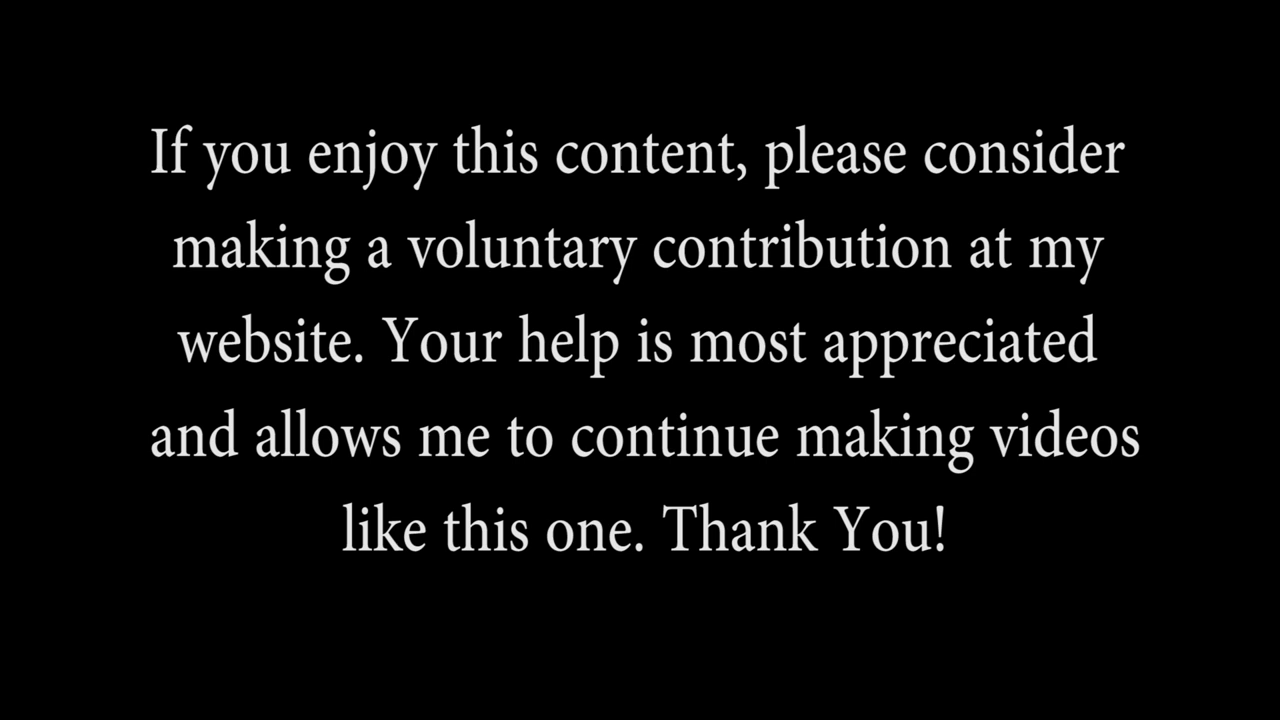 If you enjoy this content, please consider
making a voluntary contribution at my
website. Your help is most appreciated
and allows me to continue making videos
like this one. Thank You!